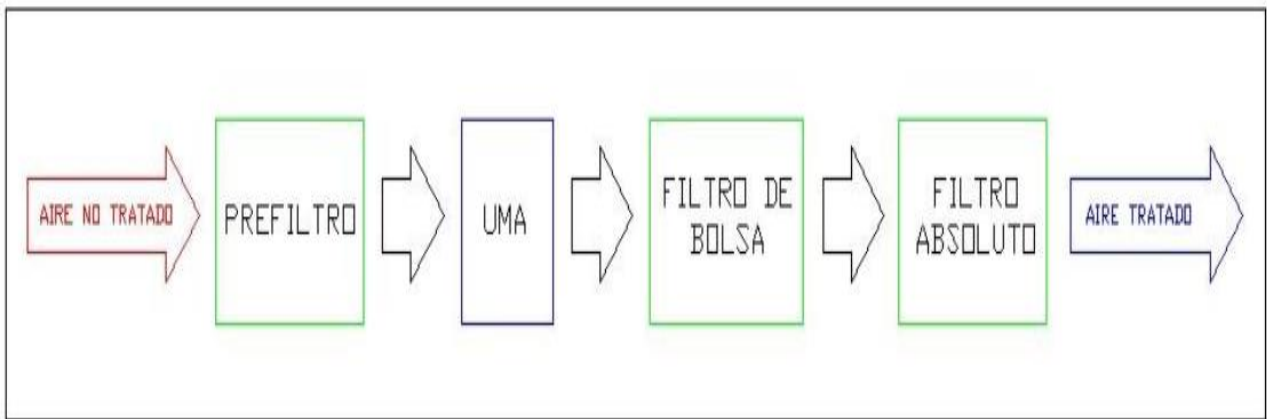 AIRE NO TRATADO
PREFILTRO
UMA
FILTRO DE
BOLSA
FILTRO
ABSOLUTO
AIRE TRATADO